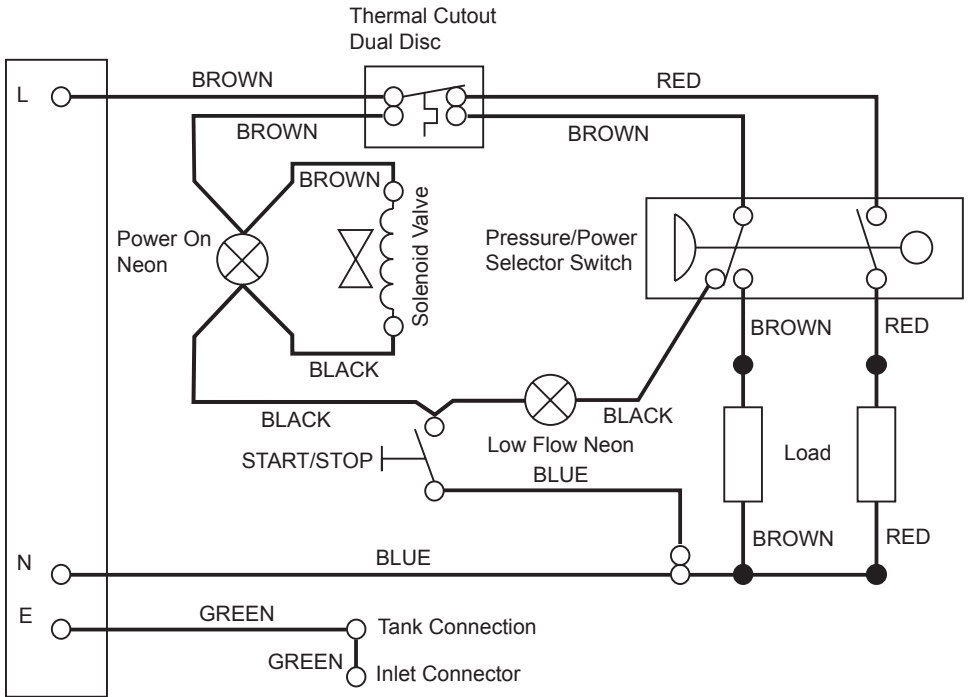 Thermal Cutout
Dual Disc
L
BROWN
RED
BROWN
BROWN
BROWN
Solenoid Valve
Power On
Neon
Pressure/Power
Selector Switch
BROWN
RED
BLACK
BLACK
BLACK
Low Flow Neon
Load
START/STOP
BLUE
BROWN
RED
N
BLUE
E
GREEN
Tank Connection
GREEN
Inlet Connector